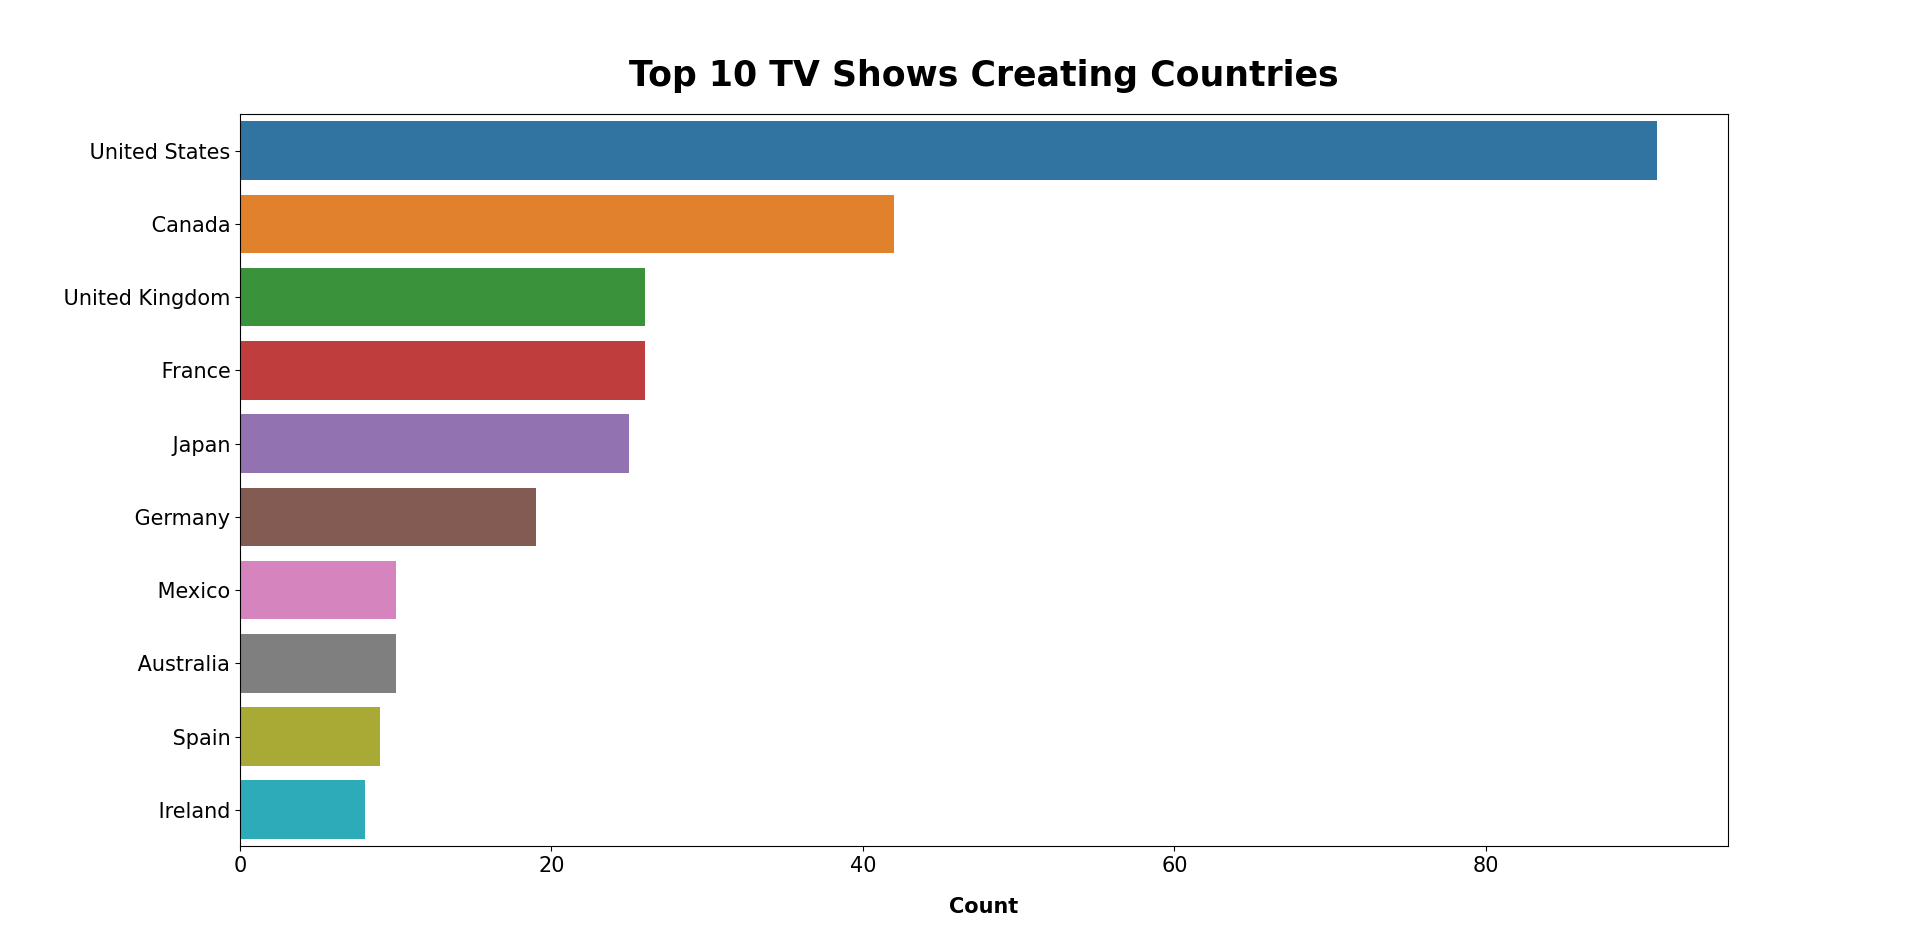 Top 10 TV Shows Creating Countries
United States
Canada
United Kingdom
France
Japan
Germany
Mexico
Australia
Spain
Ireland
0 20 40 60 80
Count